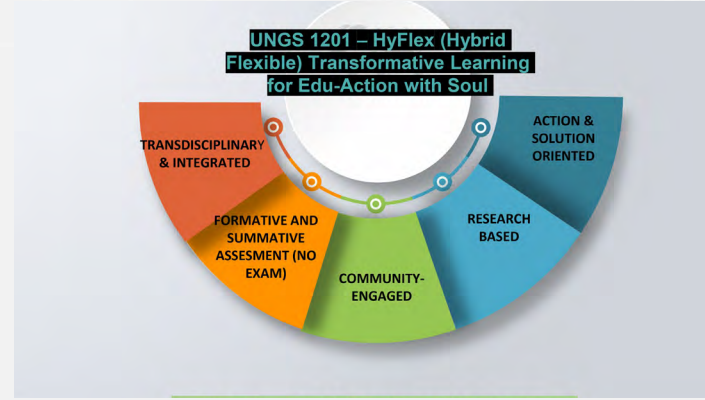 UNGS 1201 – HyFlex (Hybrid
Flexible) Transformative Learning
for Edu-Action with Soul
TRANSDISCIPLINARY
& INTEGRATED
FORMATIVE AND
SUMMATIVE
ASSESMENT (NO
EXAM)
COMMUNITY-
ENGAGED
RESEARCH
BASED
ACTION &
SOLUTION
ORIENTED